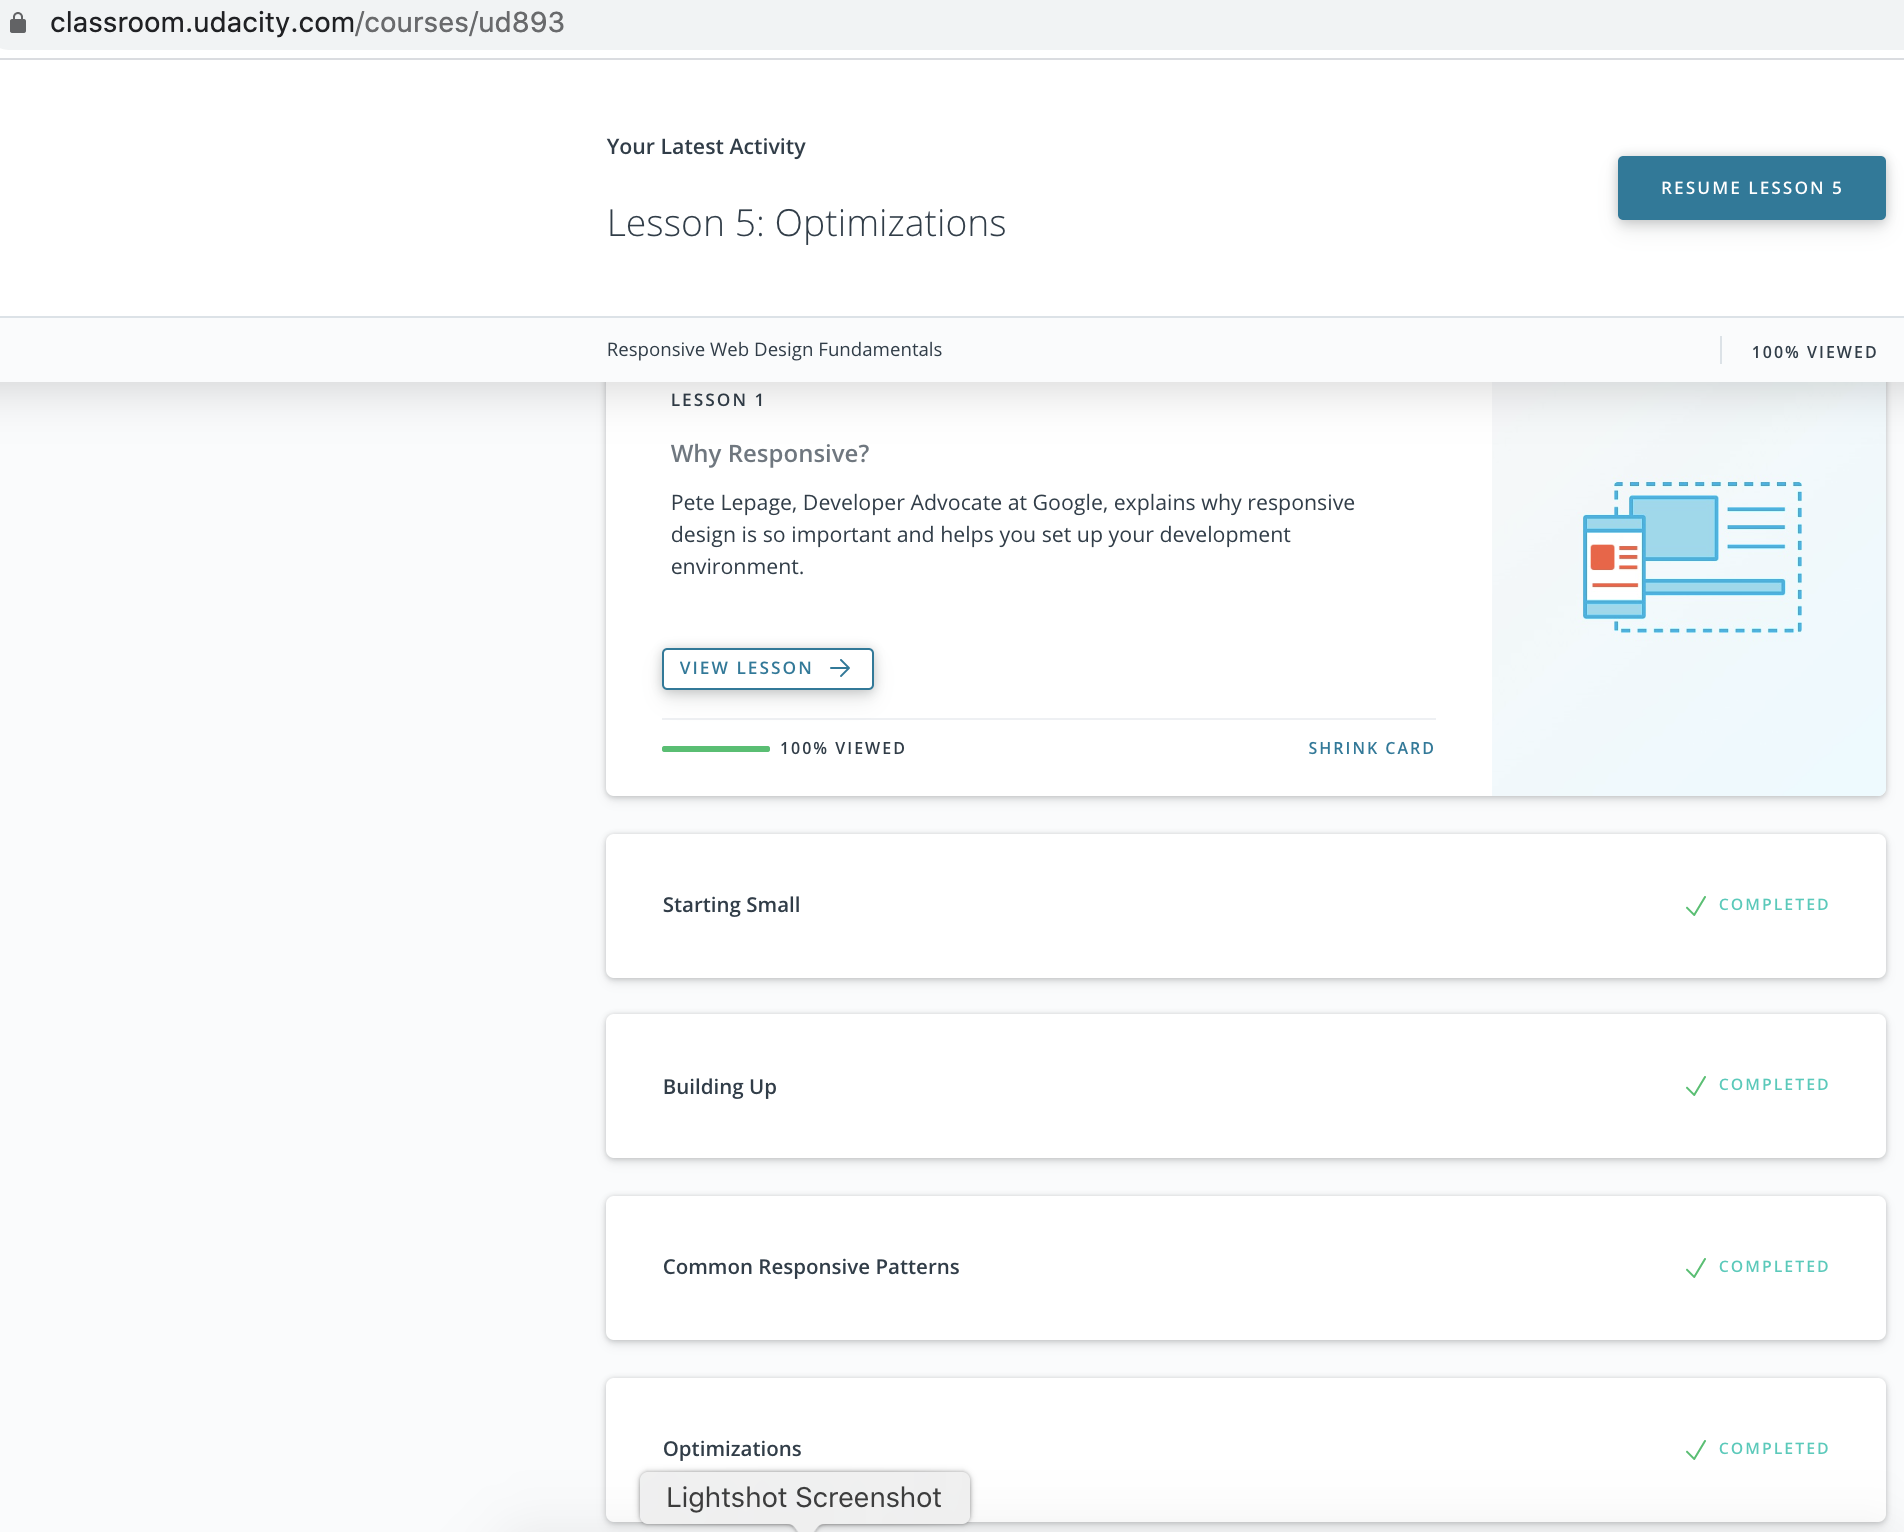 classroom.udacity.com/courses/ud893
Your Latest Activity
RESUME LESSON 5
Lesson 5: Optimizations
Responsive Web Design Fundamentals
100% VIEWED
LESSON 1
Why Responsive?
Pete Lepage, Developer Advocate at Google, explains why responsive
design is so important and helps you set up your development
environment.
VIEW LESSON
100% VIEWED
SHRINK CARD
Starting Small
COMPLETED
Building Up
COMPLETED
Common Responsive Patterns
COMPLETED
Optimizations
COMPLETED
Lightshot Screenshot